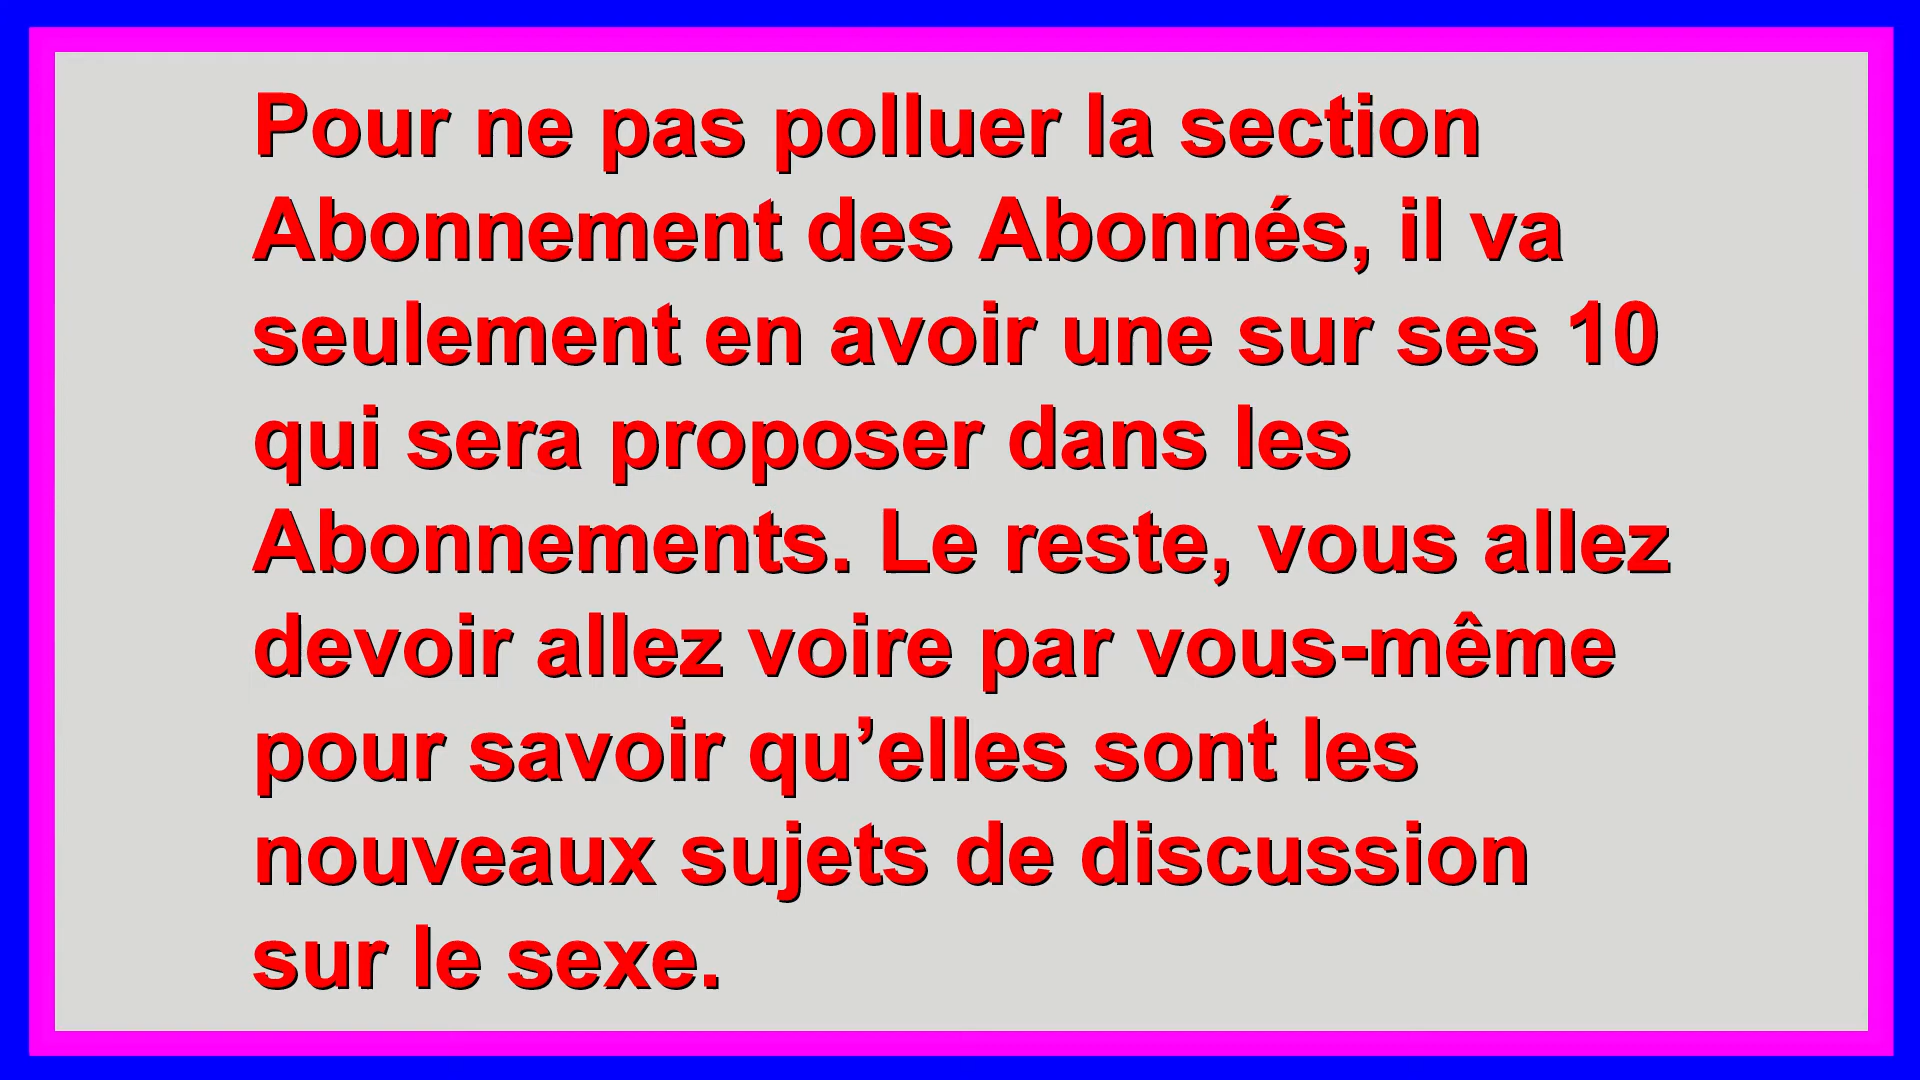 Pour ne pas polluer la section
Abonnement des Abonnés, il va
seulement en avoir une sur ses 10
qui sera proposer dans les
Abonnements. Le reste, vous allez
devoir allez voire par vous-même
pour savoir qu’elles sont les
nouveaux sujets de discussion
sur le sexe.